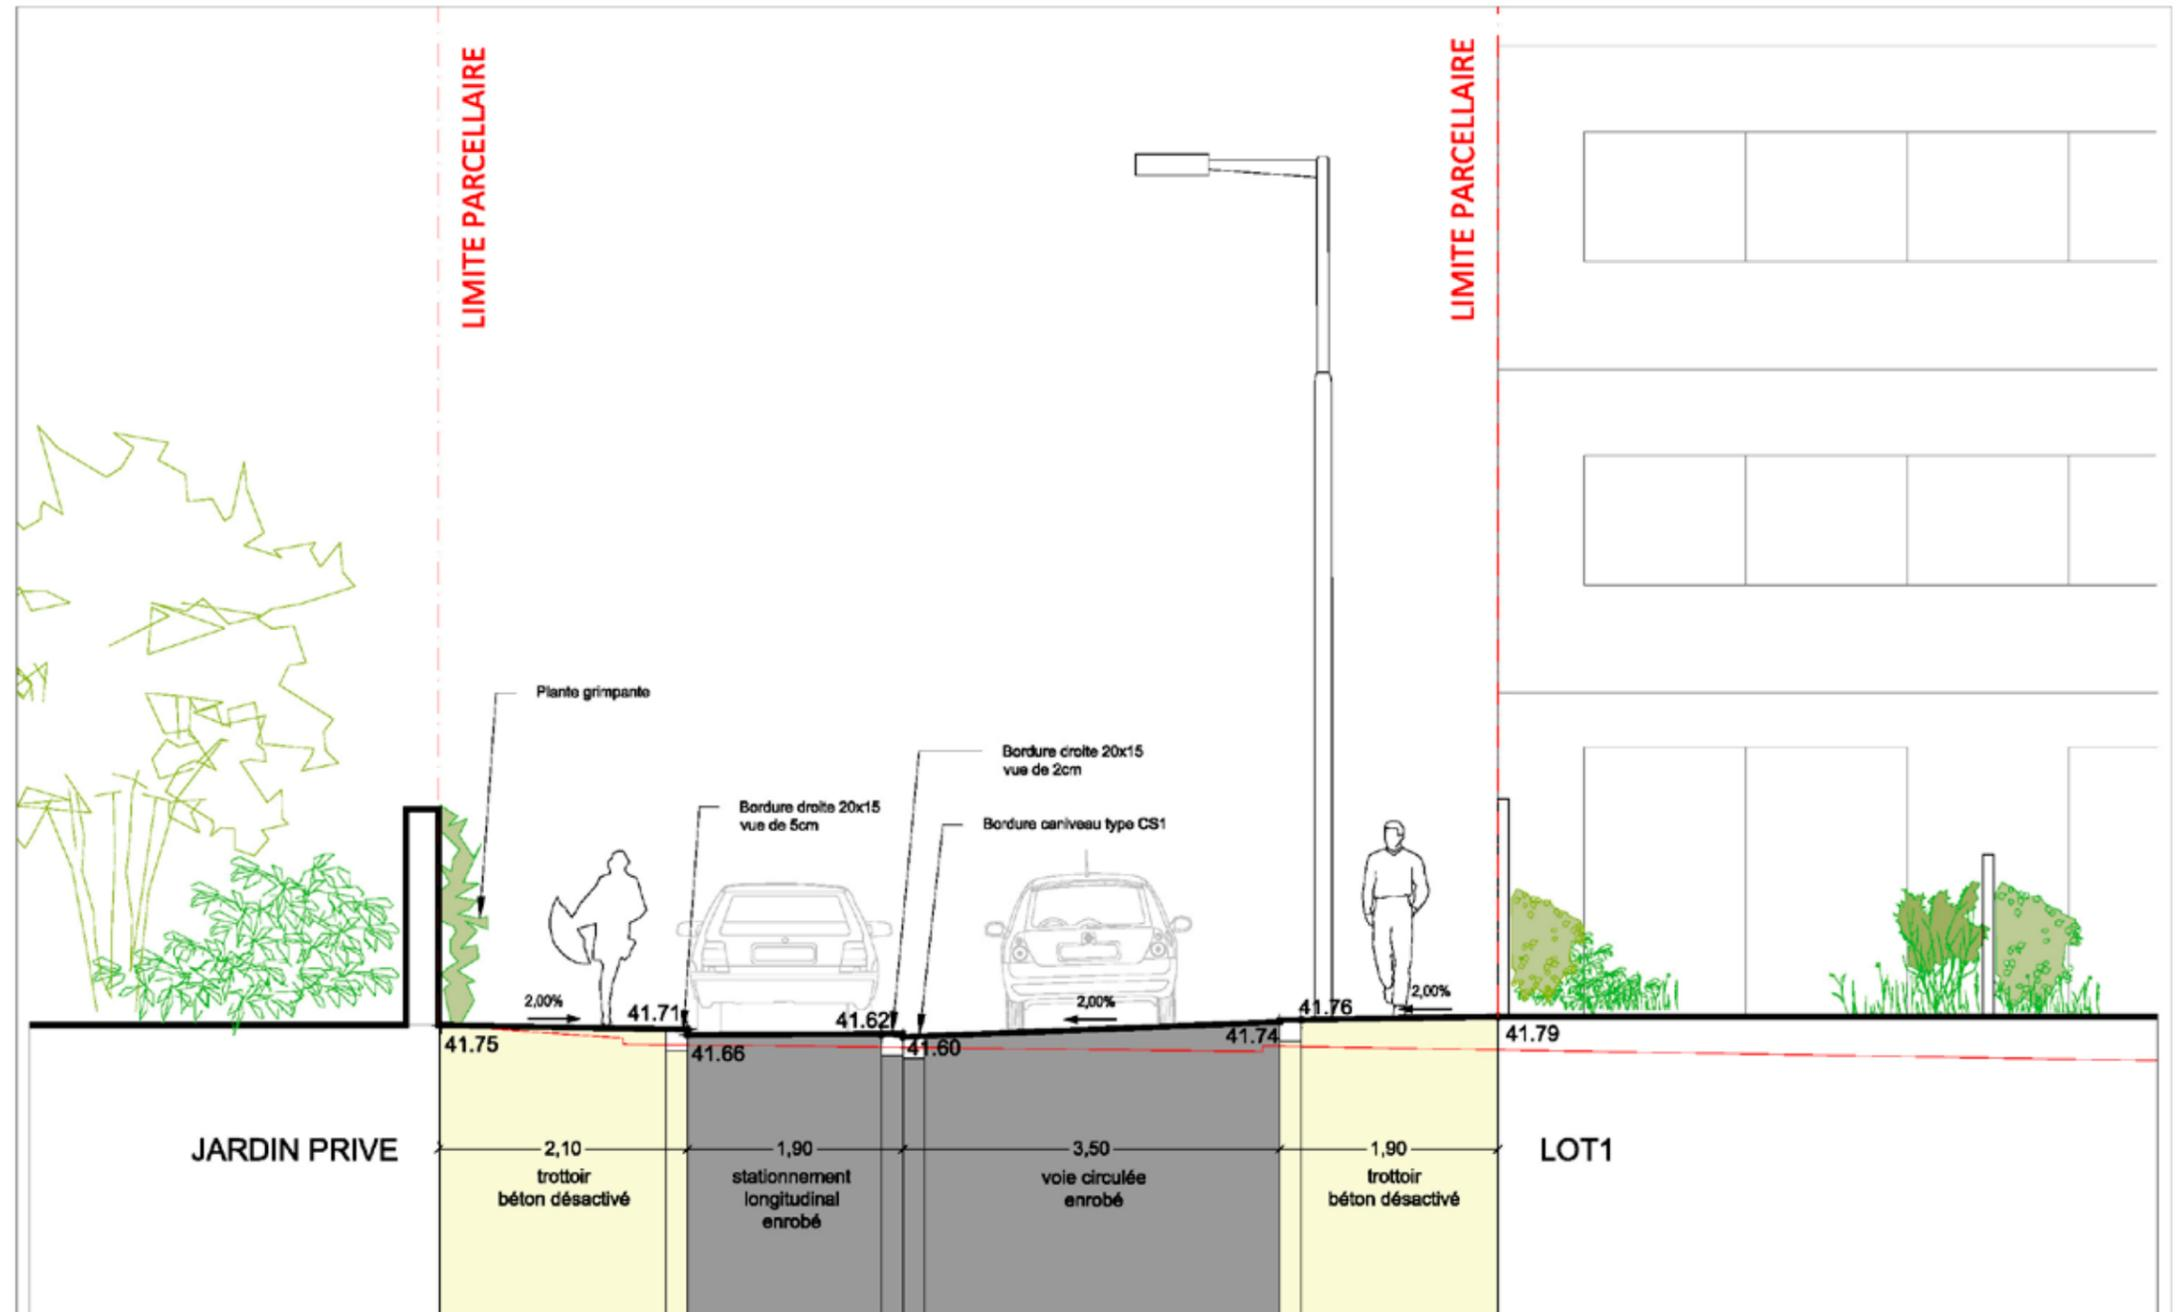 LIMITE PARCELLAIRE
LIMITE PARCELLAIRE
Plante grimpante
Bordure droite 20x15
vue de 2cm
Bordure droite 20x15
vue de 5cm
Bordure caniveau type CS1
2,00%
2,00%
2,00%
41.71
41.62
41.76
41.75
41.66
41.60
41.74
41.79
JARDIN PRIVE
LOT1
2,10
1,90
3,50
1,90
trottoir
béton désactivé
stationnement
longitudinal
enrobé
voie circulée
enrobé
trottoir
béton désactivé